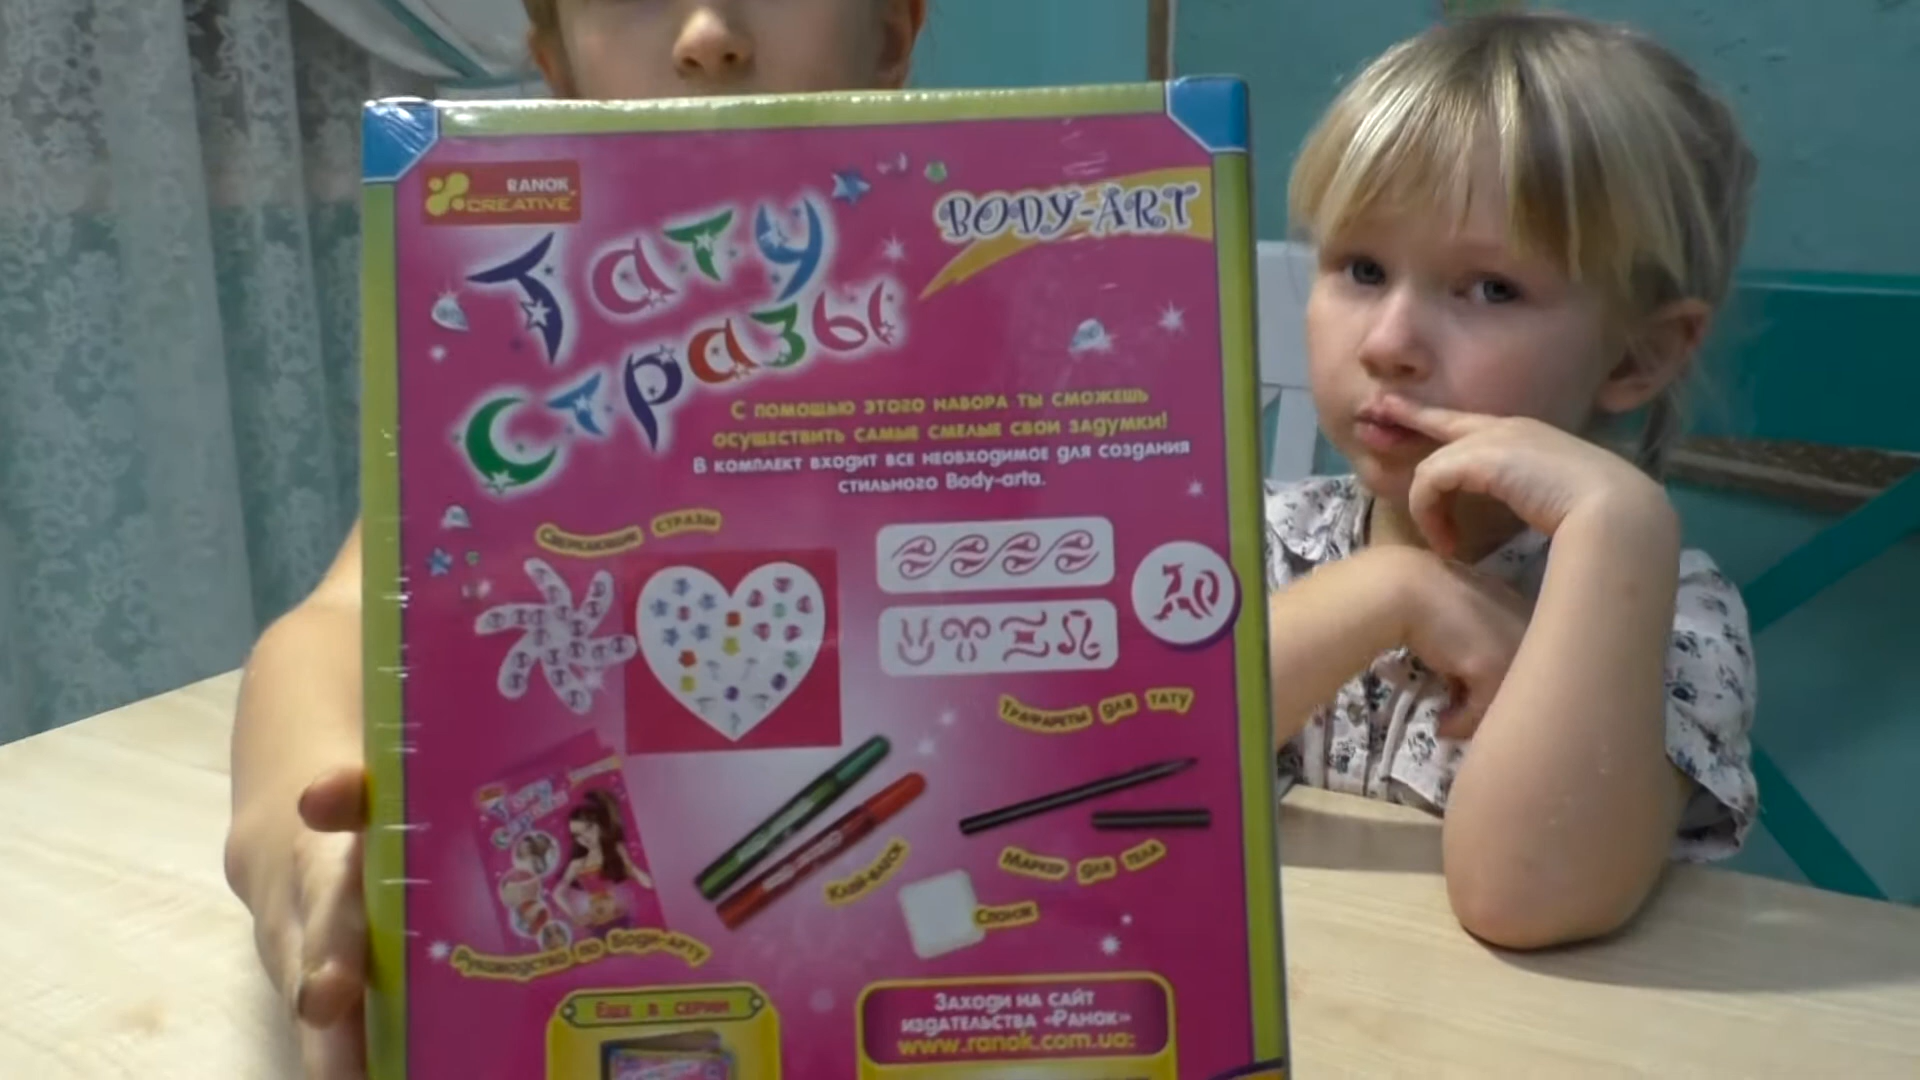 RANOK
CREATIVE
BODY-ART
Тату
стразы
С помощью этого набора ты сможешь
осуществить самые смелые свои задумки!
В комплект входит все необходимое для создания
стильного Body-arta.
Сверкающие стразы
Трафареты для тату
Тату
Клей-блеск
Маркер для тела
Спонж
Руководство по Боди-арту
Еще в серии
Заходи на сайт
издательства «Ранок»
www.ranok.com.ua: